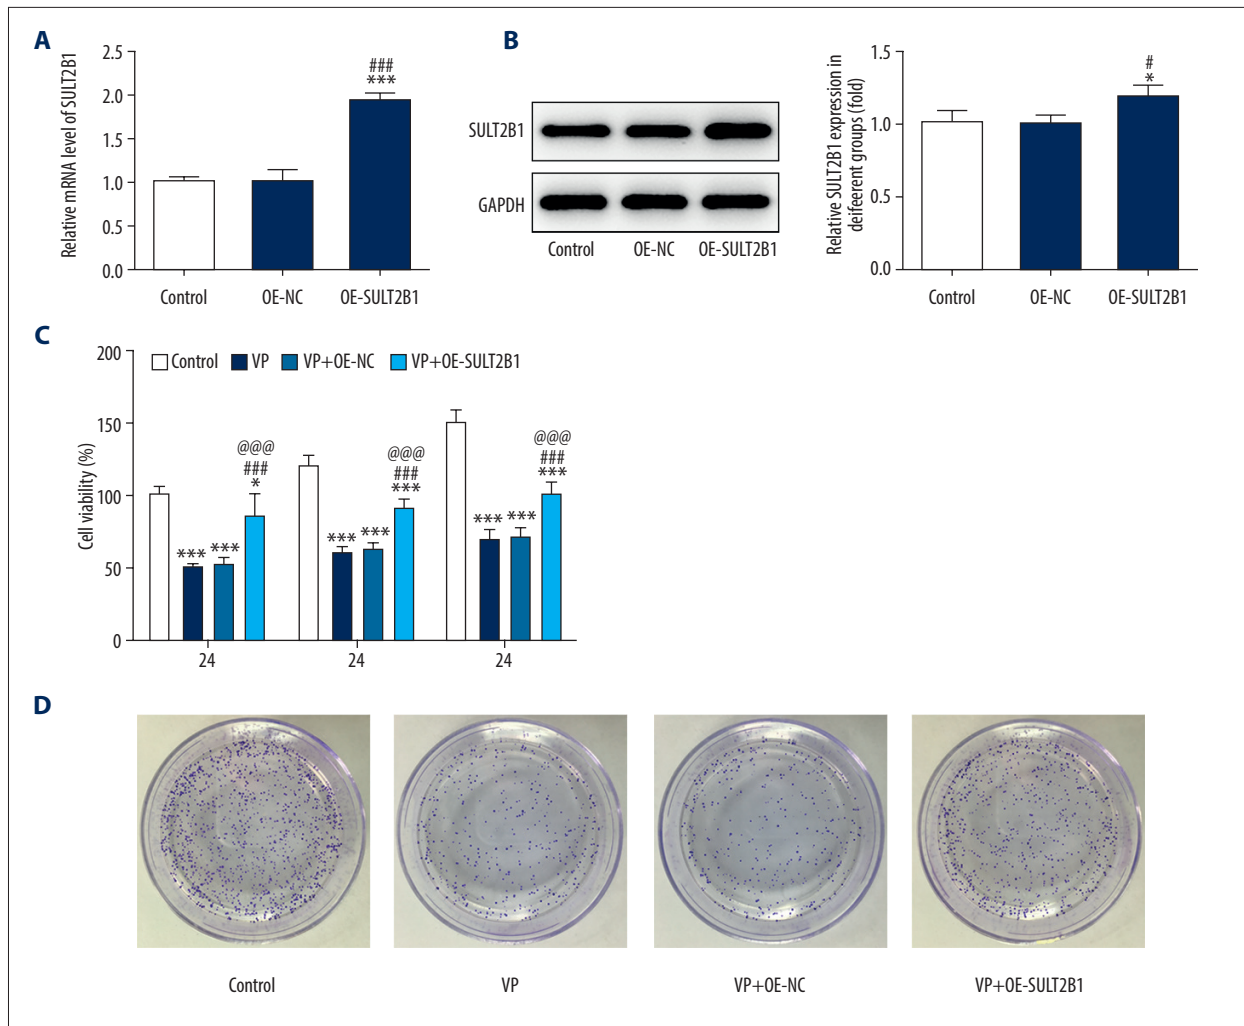 A
Relative mRNA level of SULT2B1
2.5
2.0
1.5
1.0
0.5
0.0
###
***
Control
OE-NC
OE-SULT2B1
B
SULT2B1
GAPDH
Control
OE-NC
OE-SULT2B1
Relative SULT2B1 expression in
deifeerent groups (fold)
1.5
1.0
0.5
0.0
#
*
Control
OE-NC
OE-SULT2B1
C
Cell viability (%)
200
150
100
50
0
Control
VP
VP+OE-NC
VP+OE-SULT2B1
***
***
@@@
###
*
***
***
@@@
###
***
***
***
@@@
###
***
24
24
24
D
Control
VP
VP+OE-NC
VP+OE-SULT2B1